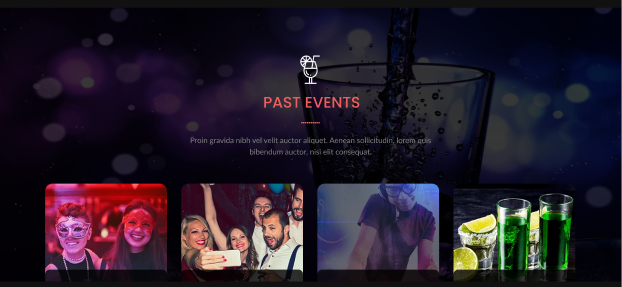 PAST EVENTS
Proin gravida nibh vel velit auctor aliquet. Aenean sollicitudin, lorem quis
bibendum auctor, nisi elit consequat.